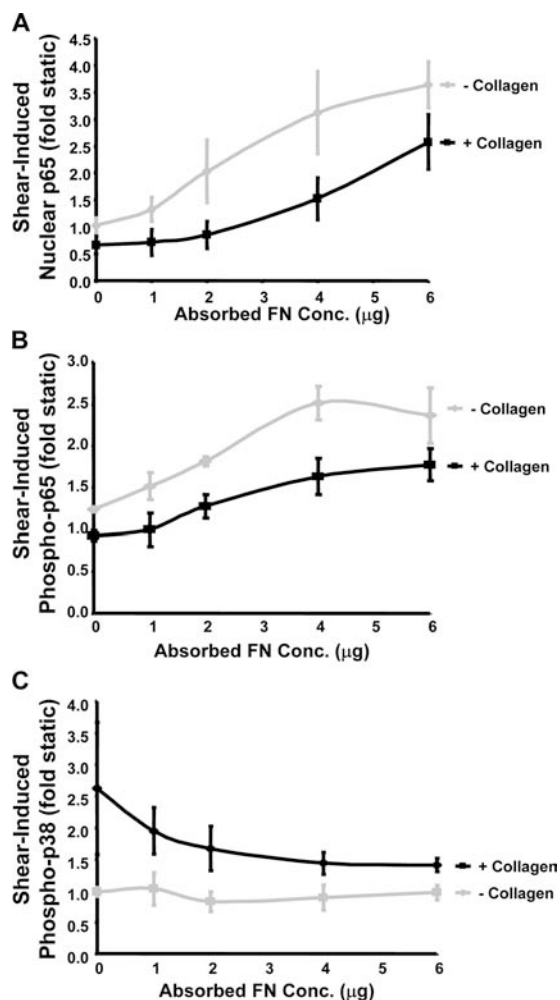 A
Shear-Induced
Nuclear p65 (fold static)
4.5
4.0
3.5
3.0
2.5
2.0
1.5
1.0
0.5
0.0
- Collagen
+ Collagen
0 1 2 3 4 5 6
Absorbed FN Conc. (μg)
B
Shear-Induced
Phospho-p65 (fold static)
3.0
2.5
2.0
1.5
1.0
0.5
0.0
- Collagen
+ Collagen
0 1 2 3 4 5 6
Absorbed FN Conc. (μg)
C
Shear-Induced
Phospho-p38 (fold static)
4.0
3.5
3.0
2.5
2.0
1.5
1.0
0.5
0.0
+ Collagen
- Collagen
0 1 2 3 4 5 6
Absorbed FN Conc. (μg)